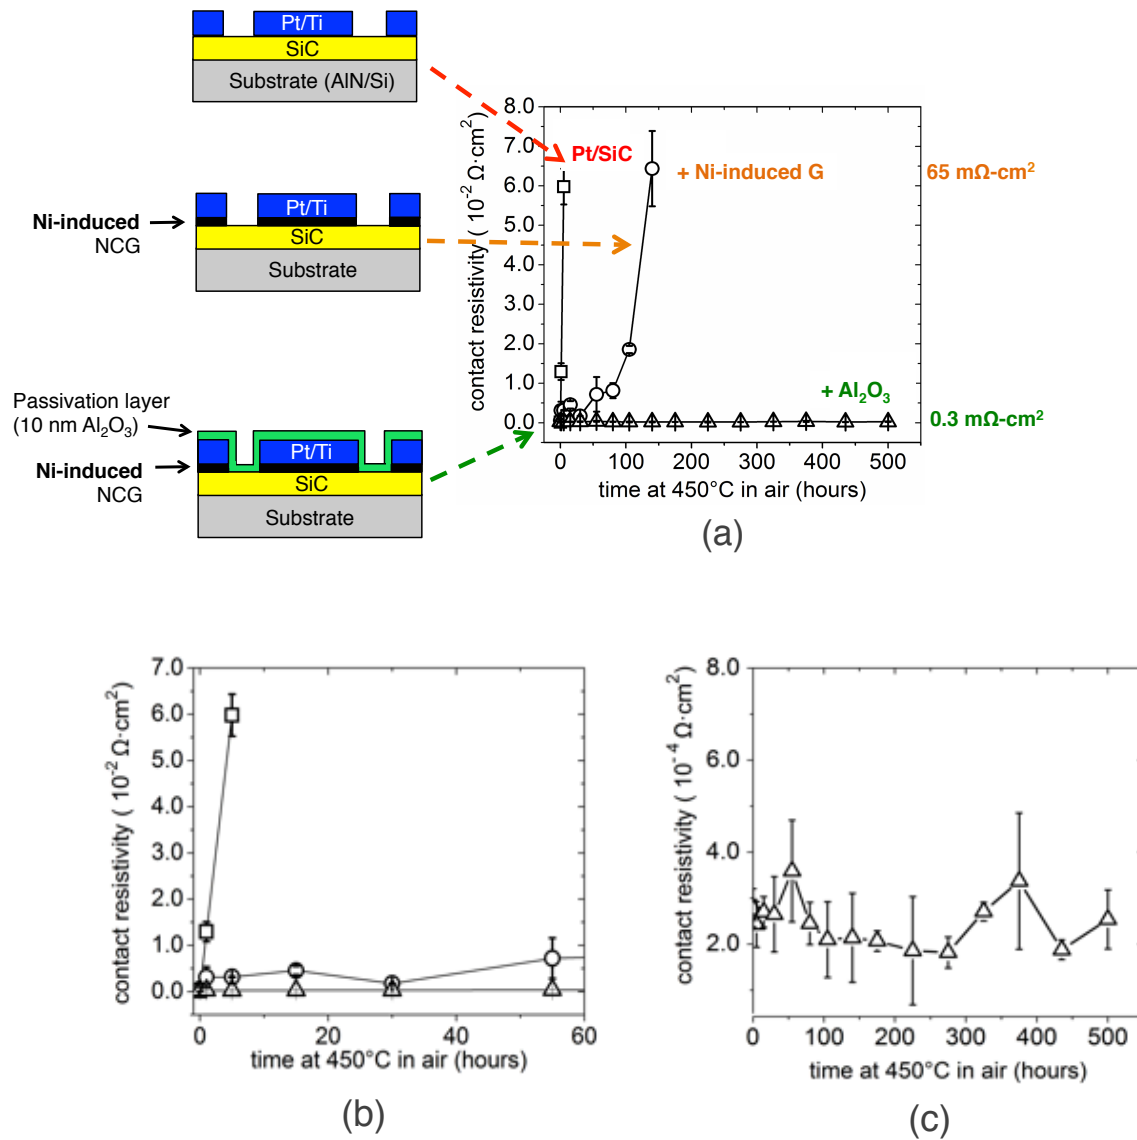 Pt/Ti
SiC
Substrate (AlN/Si)
Ni-induced
NCG
Pt/Ti
SiC
Substrate
Passivation layer
(10 nm Al₂O₃)
Ni-induced
NCG
Pt/Ti
SiC
Substrate
contact resistivity (10⁻² Ω·cm²)
8.0
7.0
6.0
5.0
4.0
3.0
2.0
1.0
0.0
Pt/SiC
+ Ni-induced G
65 mΩ-cm²
+ Al₂O₃
0.3 mΩ-cm²
0 100 200 300 400 500
time at 450°C in air (hours)
(a)
contact resistivity ( 10⁻² Ω·cm²)
7.0
6.0
5.0
4.0
3.0
2.0
1.0
0.0
0 20 40 60
time at 450°C in air (hours)
(b)
contact resistivity ( 10⁻⁴ Ω·cm²)
8.0
6.0
4.0
2.0
0 100 200 300 400 500
time at 450°C in air (hours)
(c)